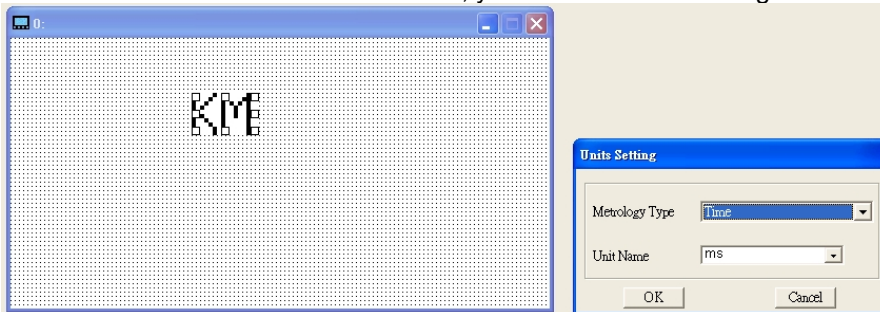 0:
KM
Units Setting
Metrology Type Time
Unit Name ms
OK Cancel